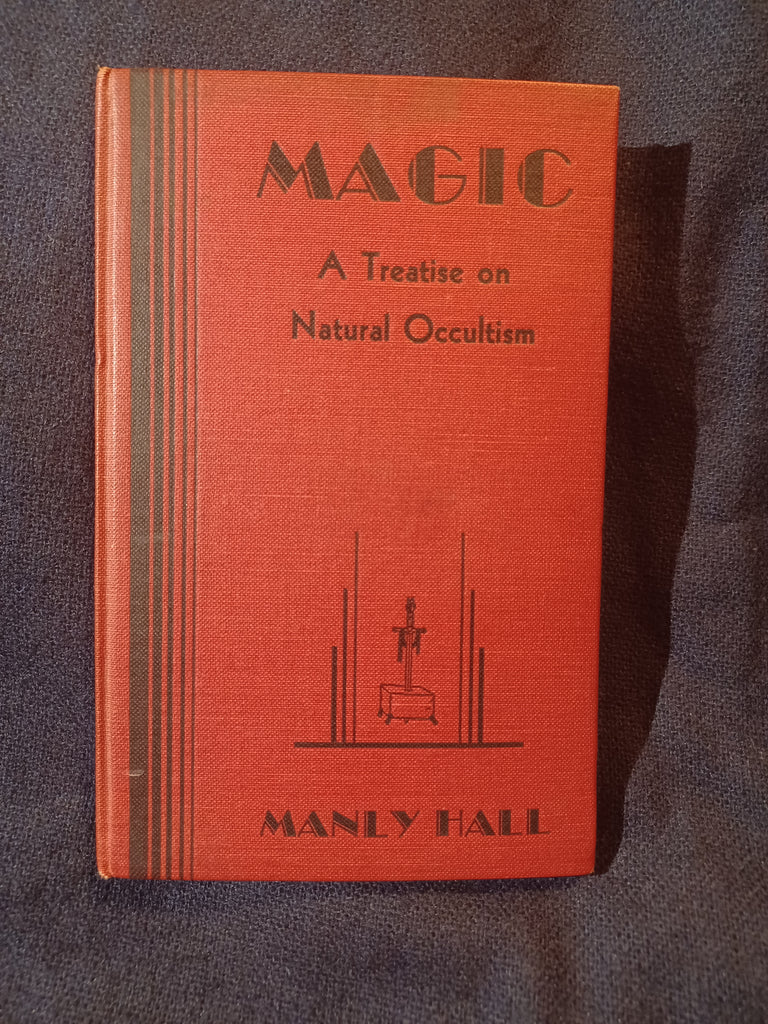 MAGIC
A Treatise on
Natural Occultism
MANLY HALL